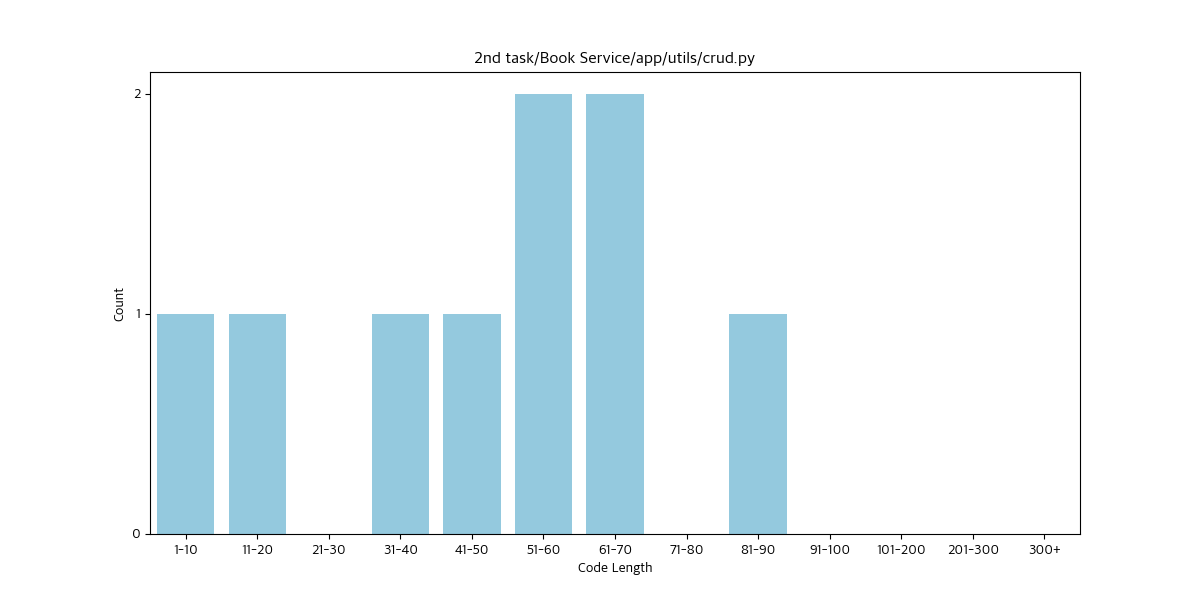 2nd task/Book Service/app/utils/crud.py
2
1
0
Count
1-10 11-20 21-30 31-40 41-50 51-60 61-70 71-80 81-90 91-100 101-200 201-300 300+
Code Length